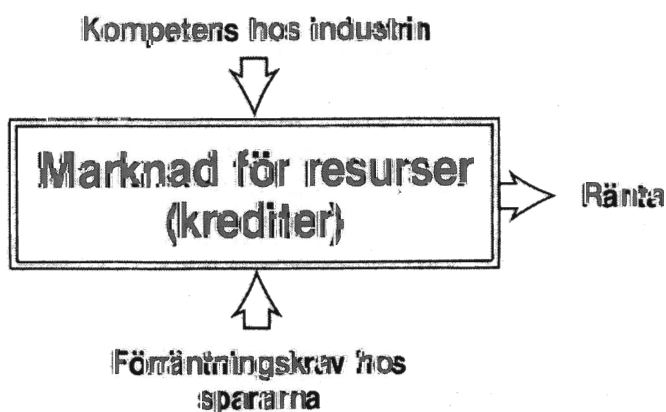 Kompetens hos industrin
Marknad för resurser
(krediter)
Ränta
Förräntningskrav hos
spararna